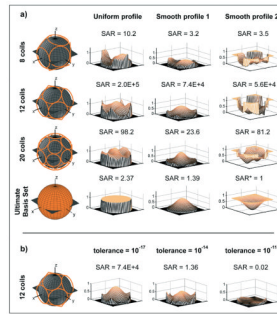 a)
Uniform profile Smooth profile 1 Smooth profile 2
8 coils
SAR = 10.2 SAR = 3.2 SAR = 3.5
12 coils
SAR = 2.0E+5 SAR = 7.4E+4 SAR = 5.6E+4
20 coils
SAR = 98.2 SAR = 23.6 SAR = 81.2
Ultimate Basis Set
SAR = 2.37 SAR = 1.39 SAR* = 1
b)
tolerance = 10⁻¹⁷ tolerance = 10⁻¹⁴ tolerance = 10⁻¹¹
12 coils
SAR = 7.4E+4 SAR = 1.36 SAR = 0.02